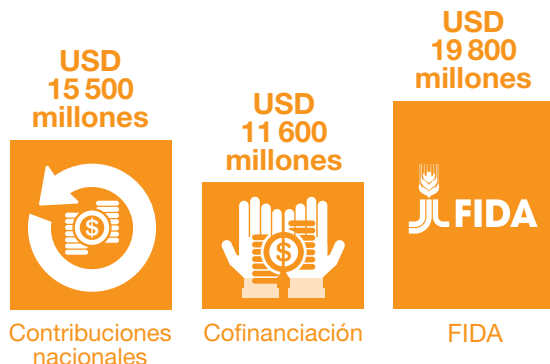 USD
15 500
millones
Contribuciones
nacionales
USD
11 600
millones
$
Cofinanciación
USD
19 800
millones
FIDA
FIDA